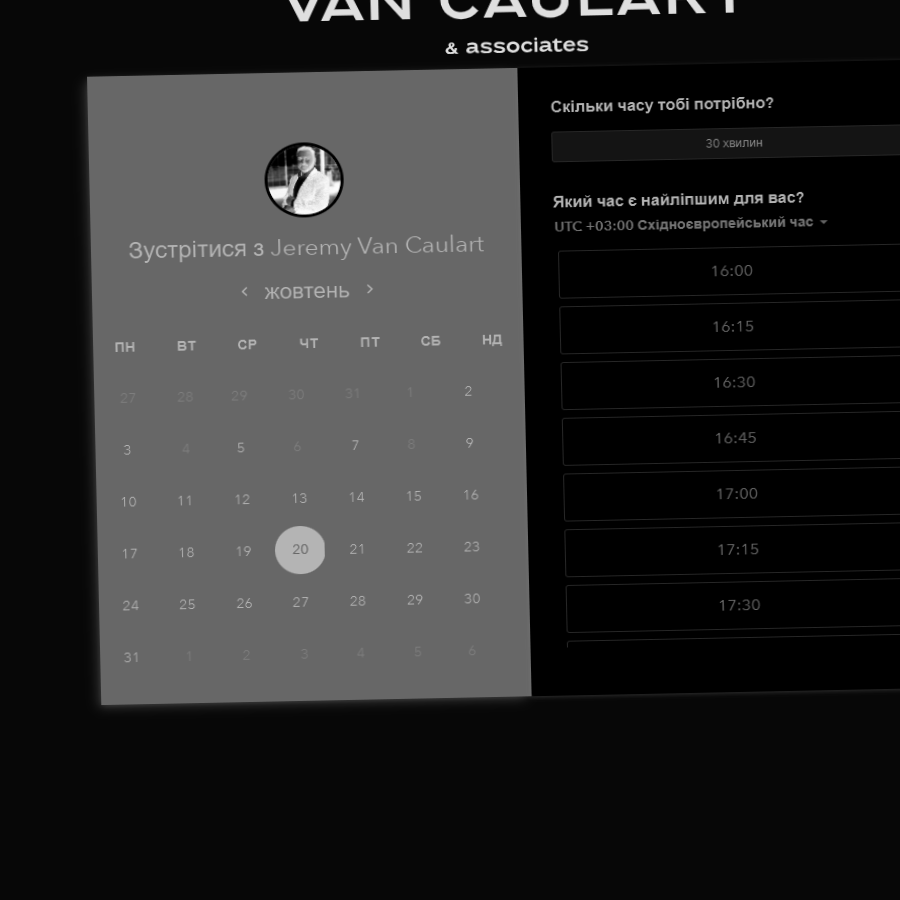 VAN CAULART
& associates
Зустрітися з Jeremy Van Caulart
жовтень
ПН ВТ СР ЧТ ПТ СБ НД
27 28 29 30 31 1 2
3 4 5 6 7 8 9
10 11 12 13 14 15 16
17 18 19 20 21 22 23
24 25 26 27 28 29 30
31 1 2 3 4 5 6
Скільки часу тобі потрібно?
30 хвилин
Який час є найліпшим для вас?
UTC +03:00 Східноєвропейський час
16:00
16:15
16:30
16:45
17:00
17:15
17:30